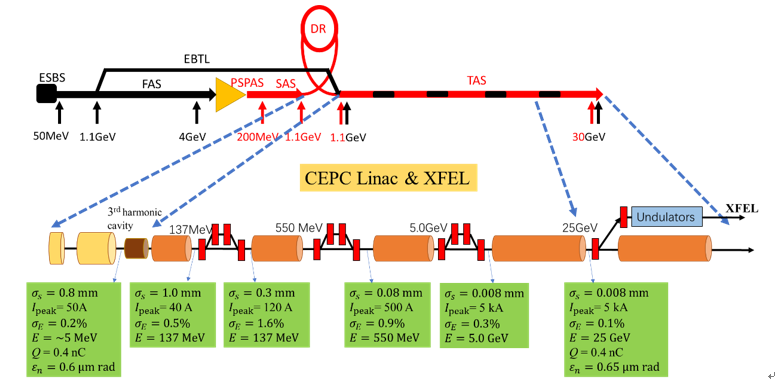 DR
EBTL
ESBS
FAS
PSPAS
SAS
TAS
50MeV
1.1GeV
4GeV
200MeV
1.1GeV
1.1GeV
30GeV
CEPC Linac & XFEL
3rd harmonic
cavity
137MeV
550 MeV
5.0GeV
25GeV
Undulators
XFEL
σs = 0.8 mm
Ipeak= 50A
σE = 0.2%
E = ~5 MeV
Q = 0.4 nC
εn = 0.6 μm rad
σs = 1.0 mm
Ipeak= 40 A
σE = 0.5%
E = 137 MeV
σs = 0.3 mm
Ipeak= 120 A
σE = 1.6%
E = 137 MeV
σs = 0.08 mm
Ipeak= 500 A
σE = 0.9%
E = 550 MeV
σs = 0.008 mm
Ipeak= 5 kA
σE = 0.3%
E = 5.0 GeV
σs = 0.008 mm
Ipeak= 5 kA
σE = 0.1%
E = 25 GeV
Q = 0.4 nC
εn = 0.65 μm rad